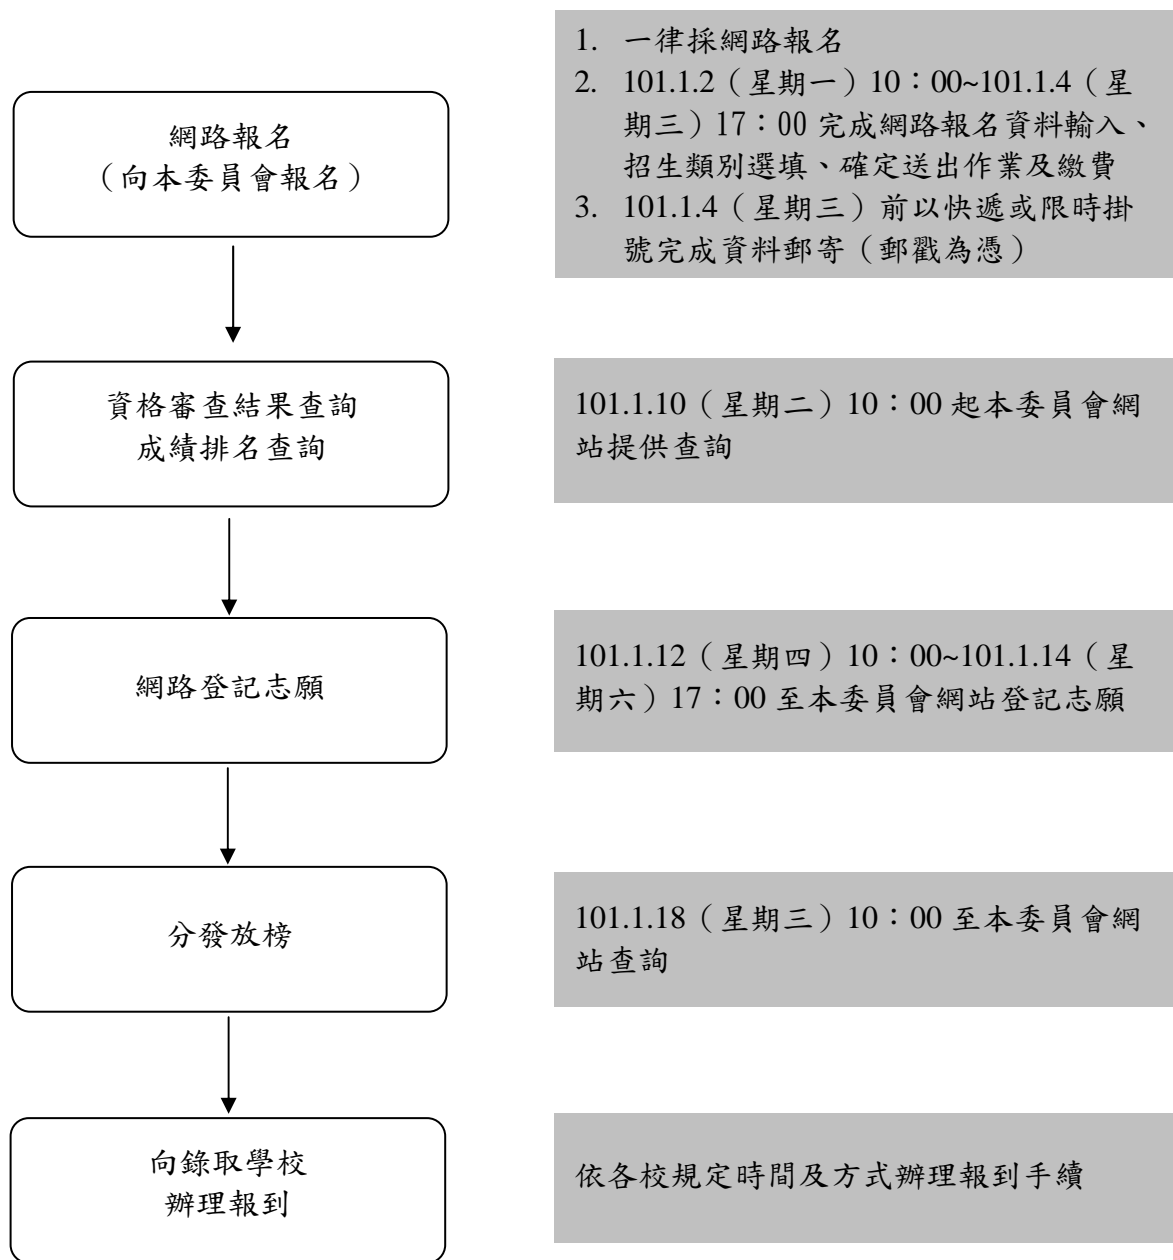 網路報名
（向本委員會報名）
1. 一律採網路報名
2. 101.1.2（星期一）10：00~101.1.4（星
期三）17：00 完成網路報名資料輸入、
招生類別選填、確定送出作業及繳費
3. 101.1.4（星期三）前以快遞或限時掛
號完成資料郵寄（郵戳為憑）
資格審查結果查詢
成績排名查詢
101.1.10（星期二）10：00 起本委員會網
站提供查詢
網路登記志願
101.1.12（星期四）10：00~101.1.14（星
期六）17：00 至本委員會網站登記志願
分發放榜
101.1.18（星期三）10：00 至本委員會網
站查詢
向錄取學校
辦理報到
依各校規定時間及方式辦理報到手續